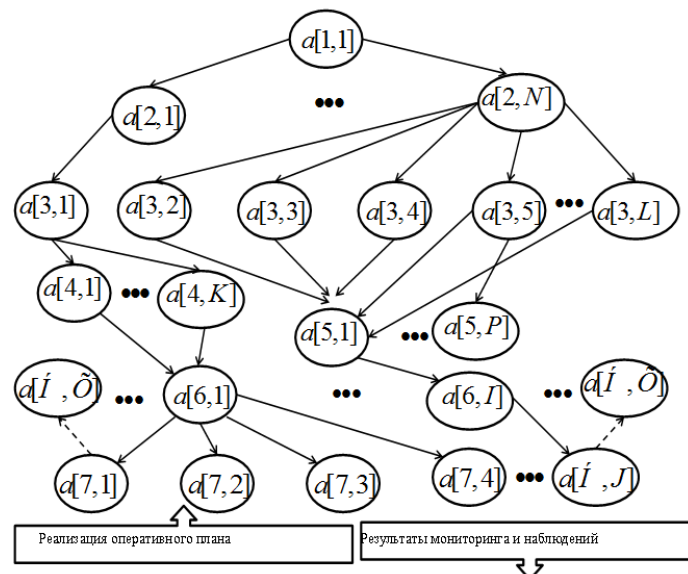 a[1,1]
a[2,1] ••• a[2,N]
a[3,1] a[3,2] a[3,3] a[3,4] a[3,5] ••• a[3,L]
a[4,1] ••• a[4,K] a[5,1] ••• a[5,P]
a[Í ,Õ] ••• a[6,1] ••• a[6,I] ••• a[Í ,Õ]
a[7,1] a[7,2] a[7,3] a[7,4] ••• a[Í ,J]
Реализация оперативного плана Результаты мониторинга и наблюдений